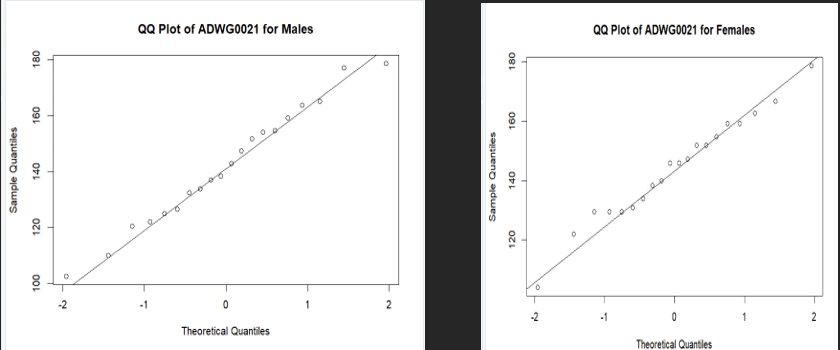 QQ Plot of ADWG0021 for Males
Sample Quantiles
180
160
140
120
100
-2 -1 0 1 2
Theoretical Quantiles
QQ Plot of ADWG0021 for Females
Sample Quantiles
180
160
140
120
-2 -1 0 1 2
Theoretical Quantiles